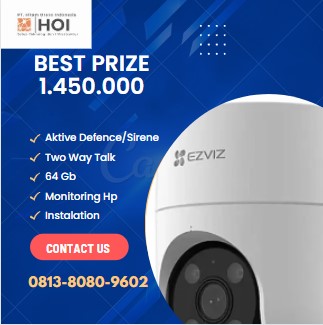 HOI
BEST PRIZE
1.450.000
Aktive Defence/Sirene
Two Way Talk
64 Gb
Monitoring Hp
Instalation
EZVIZ
CONTACT US
0813-8080-9602